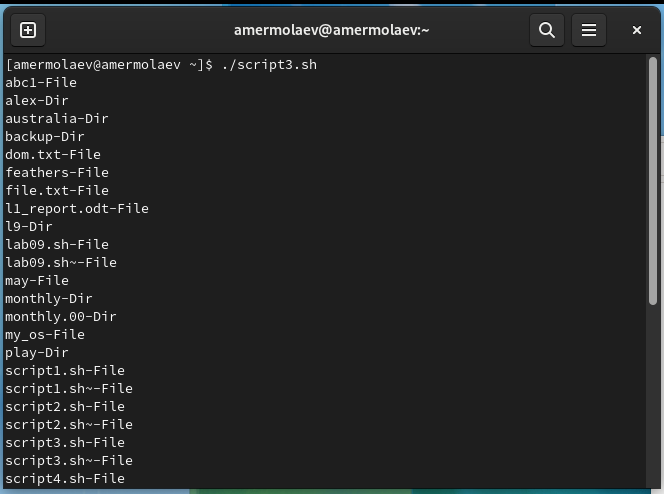 amermolaev@amermolaev:~
[amermolaev@amermolaev ~]$ ./script3.sh
abc1-File
alex-Dir
australia-Dir
backup-Dir
dom.txt-File
feathers-File
file.txt-File
l1_report.odt-File
l9-Dir
lab09.sh-File
lab09.sh~-File
may-File
monthly-Dir
monthly.00-Dir
my_os-File
play-Dir
script1.sh-File
script1.sh~-File
script2.sh-File
script2.sh~-File
script3.sh-File
script3.sh~-File
script4.sh-File